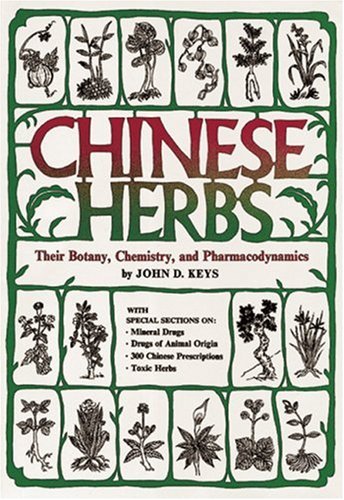 CHINESE
HERBS
Their Botany, Chemistry, and Pharmacodynamics
by JOHN D. KEYS
WITH
SPECIAL SECTIONS ON:
· Mineral Drugs
· Drugs of Animal Origin
· 300 Chinese Prescriptions
· Toxic Herbs